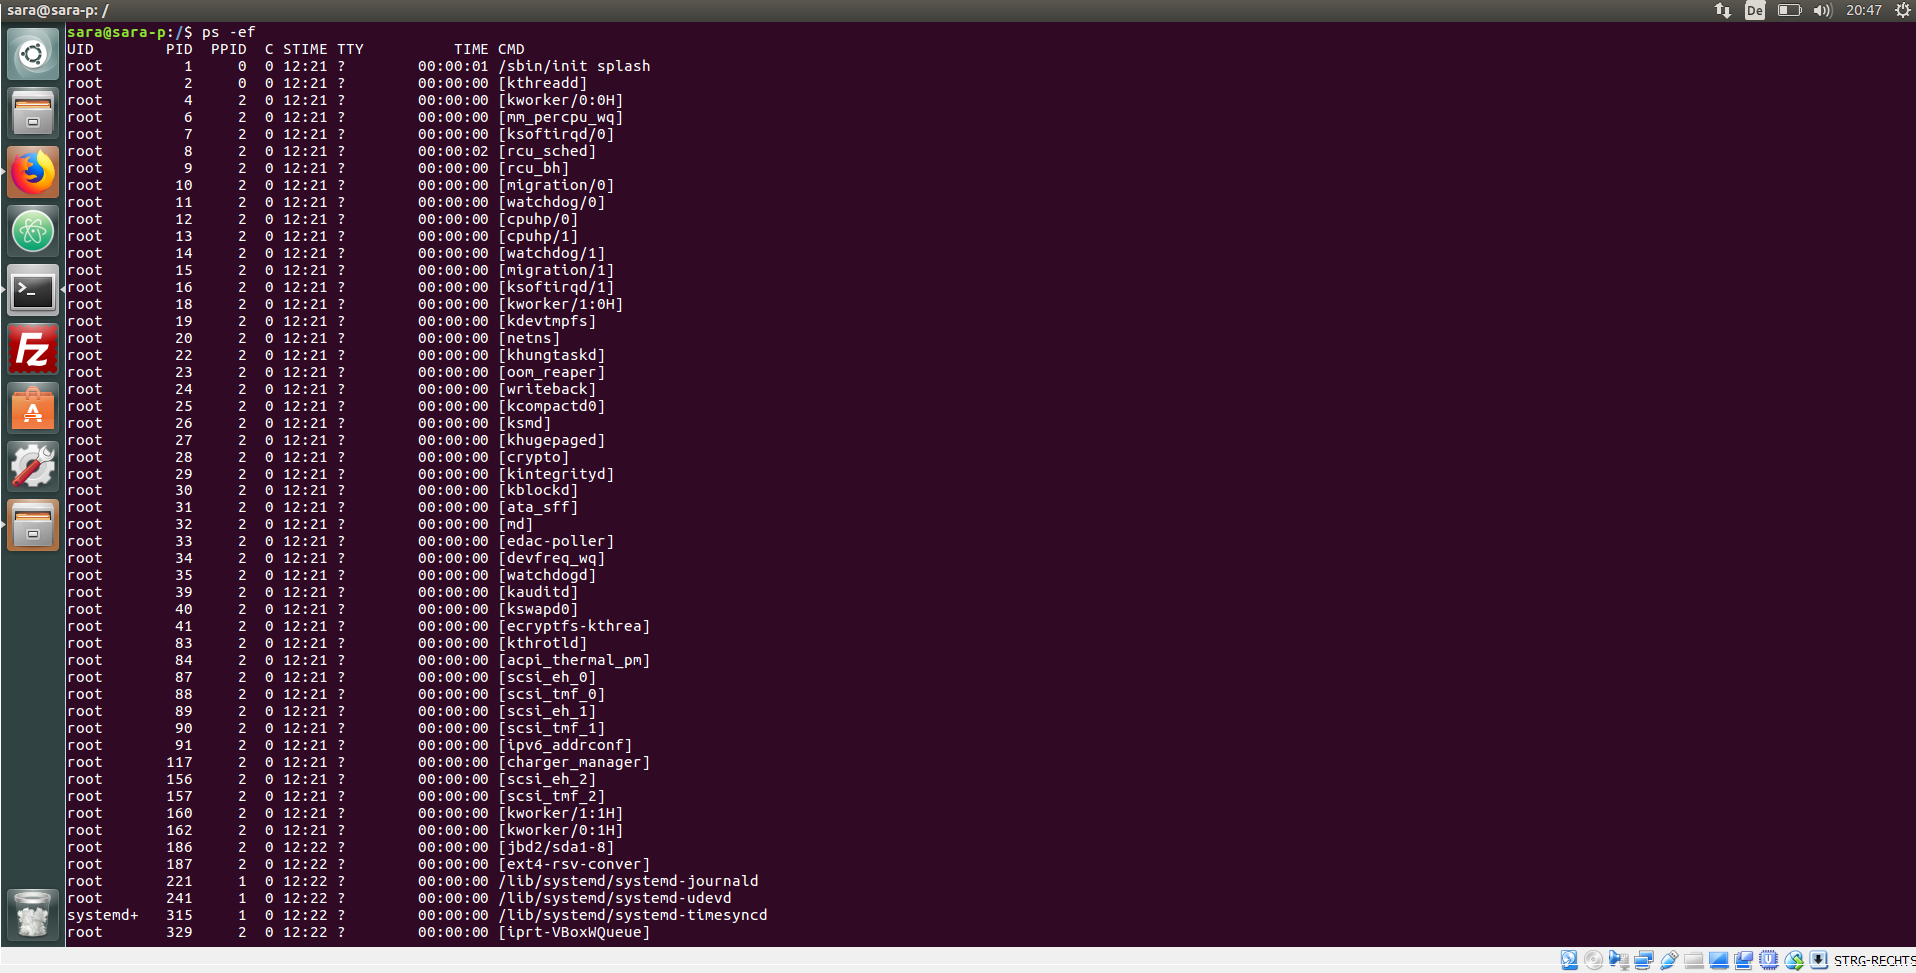 sara@sara-p: /
De 20:47
sara@sara-p:/$ ps -ef
UID        PID  PPID  C STIME TTY          TIME CMD
root         1     0  0 12:21 ?        00:00:01 /sbin/init splash
root         2     0  0 12:21 ?        00:00:00 [kthreadd]
root         4     2  0 12:21 ?        00:00:00 [kworker/0:0H]
root         6     2  0 12:21 ?        00:00:00 [mm_percpu_wq]
root         7     2  0 12:21 ?        00:00:00 [ksoftirqd/0]
root         8     2  0 12:21 ?        00:00:02 [rcu_sched]
root         9     2  0 12:21 ?        00:00:00 [rcu_bh]
root        10     2  0 12:21 ?        00:00:00 [migration/0]
root        11     2  0 12:21 ?        00:00:00 [watchdog/0]
root        12     2  0 12:21 ?        00:00:00 [cpuhp/0]
root        13     2  0 12:21 ?        00:00:00 [cpuhp/1]
root        14     2  0 12:21 ?        00:00:00 [watchdog/1]
root        15     2  0 12:21 ?        00:00:00 [migration/1]
root        16     2  0 12:21 ?        00:00:00 [ksoftirqd/1]
root        18     2  0 12:21 ?        00:00:00 [kworker/1:0H]
root        19     2  0 12:21 ?        00:00:00 [kdevtmpfs]
root        20     2  0 12:21 ?        00:00:00 [netns]
root        22     2  0 12:21 ?        00:00:00 [khungtaskd]
root        23     2  0 12:21 ?        00:00:00 [oom_reaper]
root        24     2  0 12:21 ?        00:00:00 [writeback]
root        25     2  0 12:21 ?        00:00:00 [kcompactd0]
root        26     2  0 12:21 ?        00:00:00 [ksmd]
root        27     2  0 12:21 ?        00:00:00 [khugepaged]
root        28     2  0 12:21 ?        00:00:00 [crypto]
root        29     2  0 12:21 ?        00:00:00 [kintegrityd]
root        30     2  0 12:21 ?        00:00:00 [kblockd]
root        31     2  0 12:21 ?        00:00:00 [ata_sff]
root        32     2  0 12:21 ?        00:00:00 [md]
root        33     2  0 12:21 ?        00:00:00 [edac-poller]
root        34     2  0 12:21 ?        00:00:00 [devfreq_wq]
root        35     2  0 12:21 ?        00:00:00 [watchdogd]
root        39     2  0 12:21 ?        00:00:00 [kauditd]
root        40     2  0 12:21 ?        00:00:00 [kswapd0]
root        41     2  0 12:21 ?        00:00:00 [ecryptfs-kthrea]
root        83     2  0 12:21 ?        00:00:00 [kthrotld]
root        84     2  0 12:21 ?        00:00:00 [acpi_thermal_pm]
root        87     2  0 12:21 ?        00:00:00 [scsi_eh_0]
root        88     2  0 12:21 ?        00:00:00 [scsi_tmf_0]
root        89     2  0 12:21 ?        00:00:00 [scsi_eh_1]
root        90     2  0 12:21 ?        00:00:00 [scsi_tmf_1]
root        91     2  0 12:21 ?        00:00:00 [ipv6_addrconf]
root       117     2  0 12:21 ?        00:00:00 [charger_manager]
root       156     2  0 12:21 ?        00:00:00 [scsi_eh_2]
root       157     2  0 12:21 ?        00:00:00 [scsi_tmf_2]
root       160     2  0 12:21 ?        00:00:00 [kworker/1:1H]
root       162     2  0 12:21 ?        00:00:00 [kworker/0:1H]
root       186     2  0 12:22 ?        00:00:00 [jbd2/sda1-8]
root       187     2  0 12:22 ?        00:00:00 [ext4-rsv-conver]
root       221     1  0 12:22 ?        00:00:00 /lib/systemd/systemd-journald
root       241     1  0 12:22 ?        00:00:00 /lib/systemd/systemd-udevd
systemd+   315     1  0 12:22 ?        00:00:00 /lib/systemd/systemd-timesyncd
root       329     2  0 12:22 ?        00:00:00 [iprt-VBoxWQueue]
STRG-RECHTS